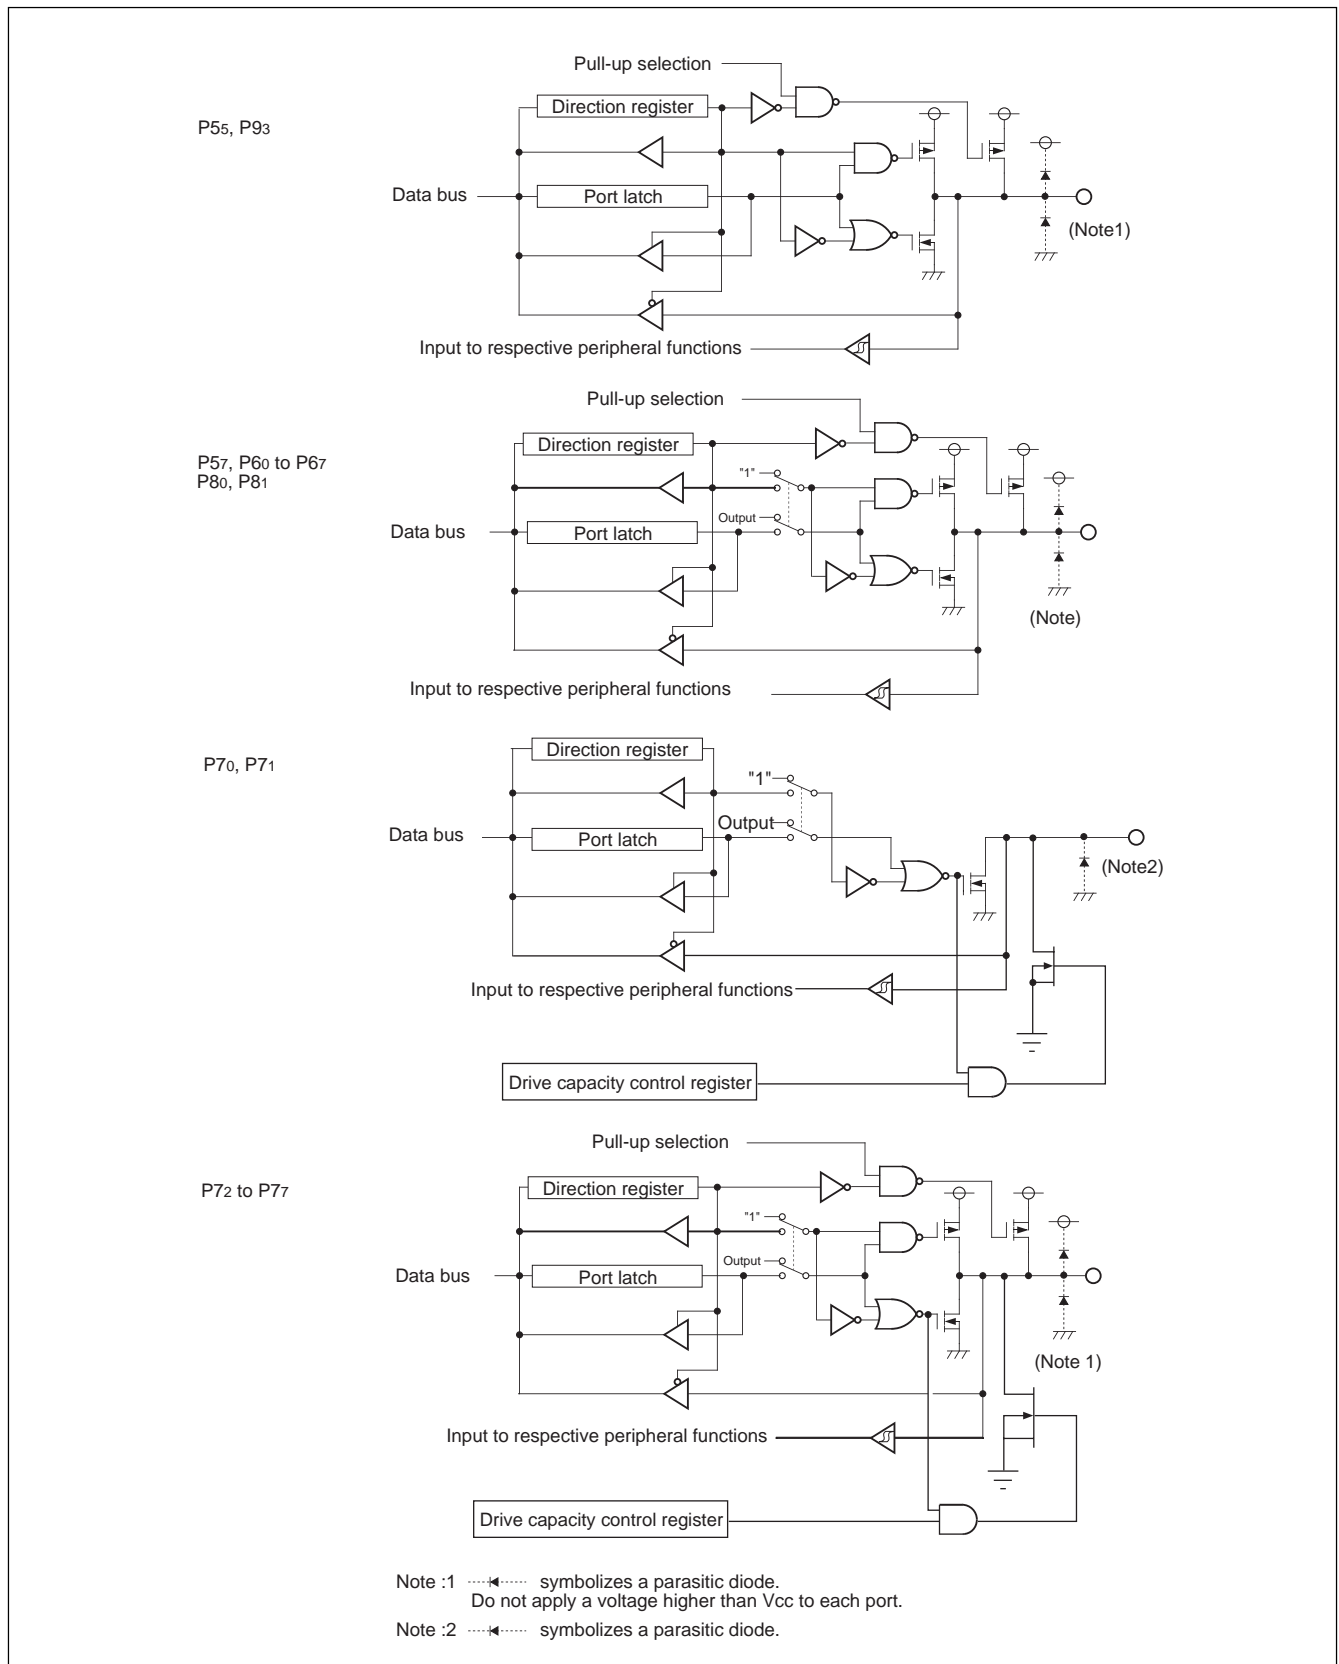 Pull-up selection
Direction register
P55, P93
Data bus
Port latch
(Note1)
Input to respective peripheral functions
Pull-up selection
Direction register
P57, P60 to P67
P80, P81
"1"
Output
Data bus
Port latch
(Note)
Input to respective peripheral functions
Direction register
P70, P71
"1"
Output
Data bus
Port latch
(Note2)
Input to respective peripheral functions
Drive capacity control register
Pull-up selection
P72 to P77
Direction register
"1"
Output
Data bus
Port latch
(Note 1)
Input to respective peripheral functions
Drive capacity control register
Note :1 symbolizes a parasitic diode.
Do not apply a voltage higher than Vcc to each port.
Note :2 symbolizes a parasitic diode.